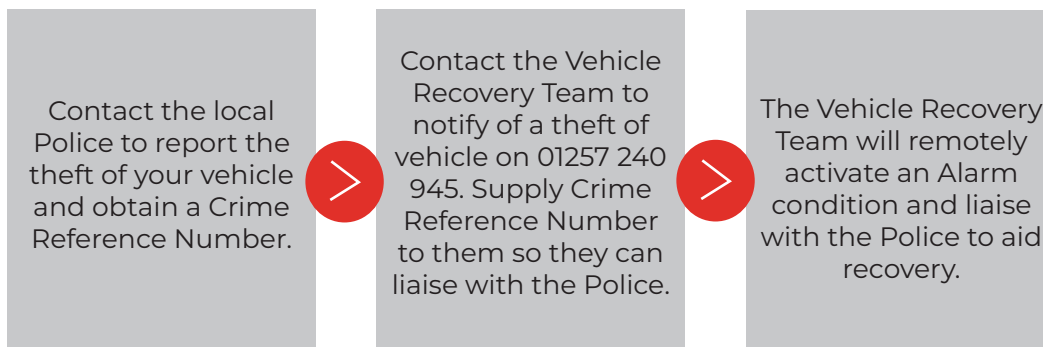 Contact the local
Police to report the
theft of your vehicle
and obtain a Crime
Reference Number.
Contact the Vehicle
Recovery Team to
notify of a theft of
vehicle on 01257 240
945. Supply Crime
Reference Number
to them so they can
liaise with the Police.
The Vehicle Recovery
Team will remotely
activate an Alarm
condition and liaise
with the Police to aid
recovery.